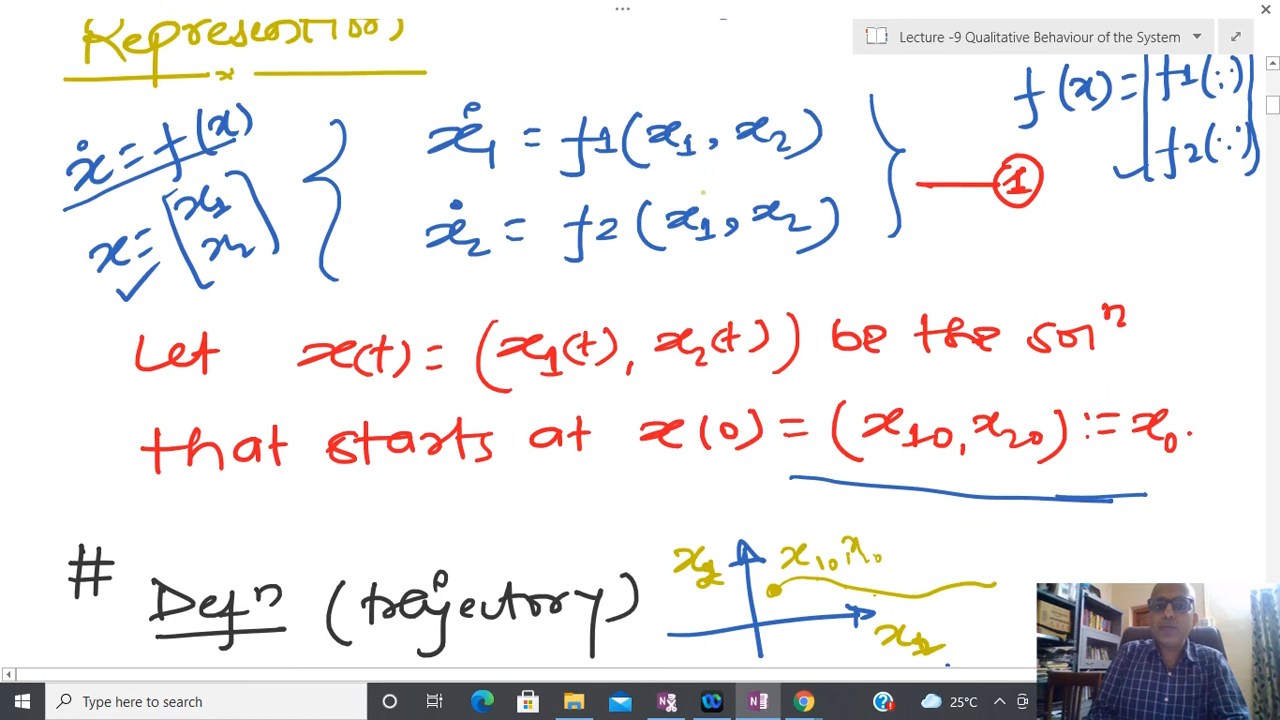 Representation
Lecture -9 Qualitative Behaviour of the System
ẋ = f(x)
x = [x1
x2]
ẋ1 = f1(x1, x2)
ẋ2 = f2(x1, x2)
1
f(x) = [f1(:,:)
f2(:,:)]
Let x(t) = (x1(t), x2(t)) be the solⁿ
that starts at x(0) = (x10, x20) := x0.
# Defⁿ (trajectory)
x2
x10, x0
Type here to search
25°C